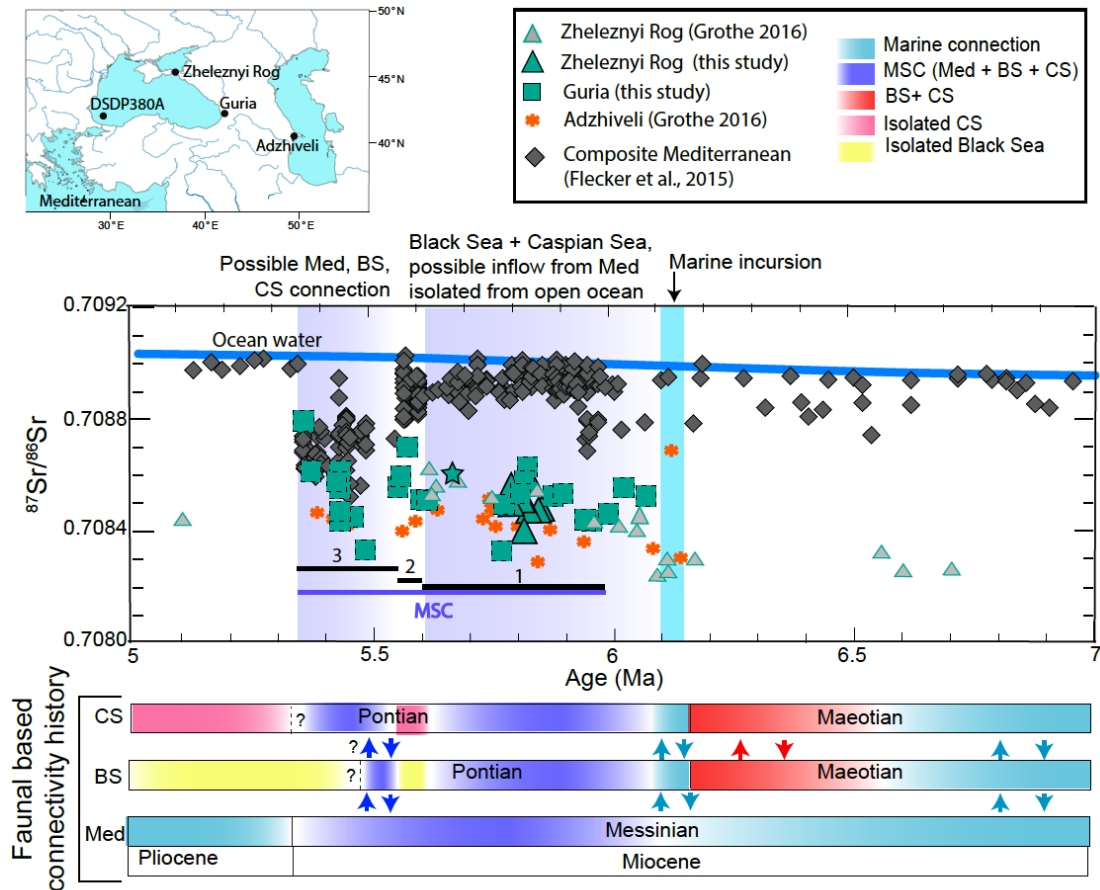 50°N
45°N
40°N
Zheleznyi Rog
DSDP380A
Guria
Adzhiveli
Mediterranean
30°E
40°E
50°E
Zheleznyi Rog (Grothe 2016)
Zheleznyi Rog (this study)
Guria (this study)
Adzhiveli (Grothe 2016)
Composite Mediterranean
(Flecker et al., 2015)
Marine connection
MSC (Med + BS + CS)
BS+ CS
Isolated CS
Isolated Black Sea
Possible Med, BS,
CS connection
Black Sea + Caspian Sea,
possible inflow from Med
isolated from open ocean
Marine incursion
0.7092
Ocean water
0.7088
87Sr/86Sr
0.7084
3
2
1
MSC
0.7080
5
5.5
6
6.5
7
Age (Ma)
Faunal based
connectivity history
CS
?
Pontian
Maeotian
?
BS
?
Pontian
Maeotian
Med
Messinian
Pliocene
Miocene